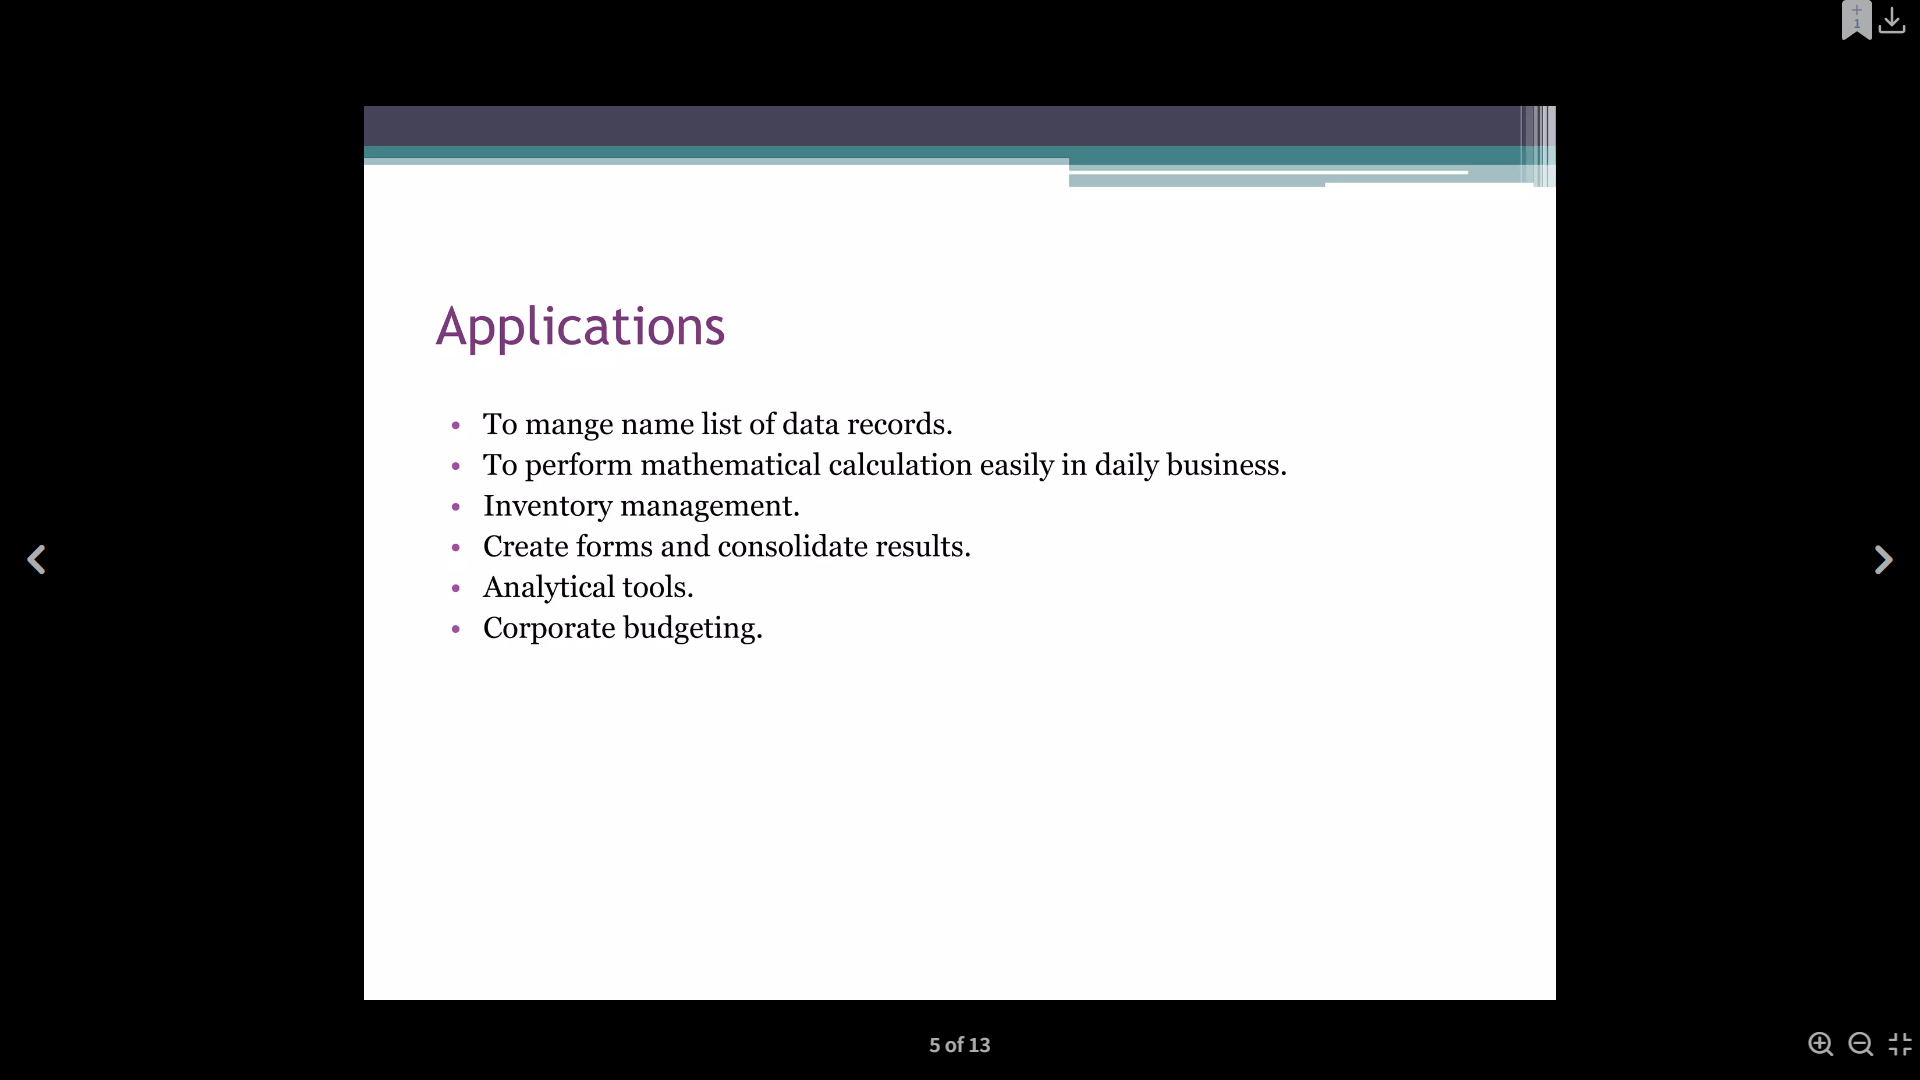 +
1
Applications
• To mange name list of data records.
• To perform mathematical calculation easily in daily business.
• Inventory management.
• Create forms and consolidate results.
• Analytical tools.
• Corporate budgeting.
5 of 13